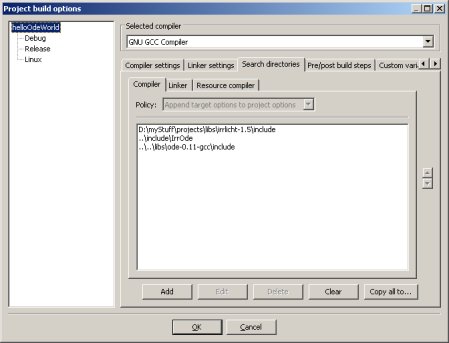 Project build options
helloOdeWorld
Debug
Release
Linux
Selected compiler
GNU GCC Compiler
Compiler settings Linker settings Search directories Pre/post build steps Custom vari
Compiler Linker Resource compiler
Policy: Append target options to project options
D:\myStuff\projects\libs\irrlicht-1.5\include
..\include\IrrOde
..\..\libs\ode-0.11-gcc\include
Add Edit Delete Clear Copy all to...
OK Cancel